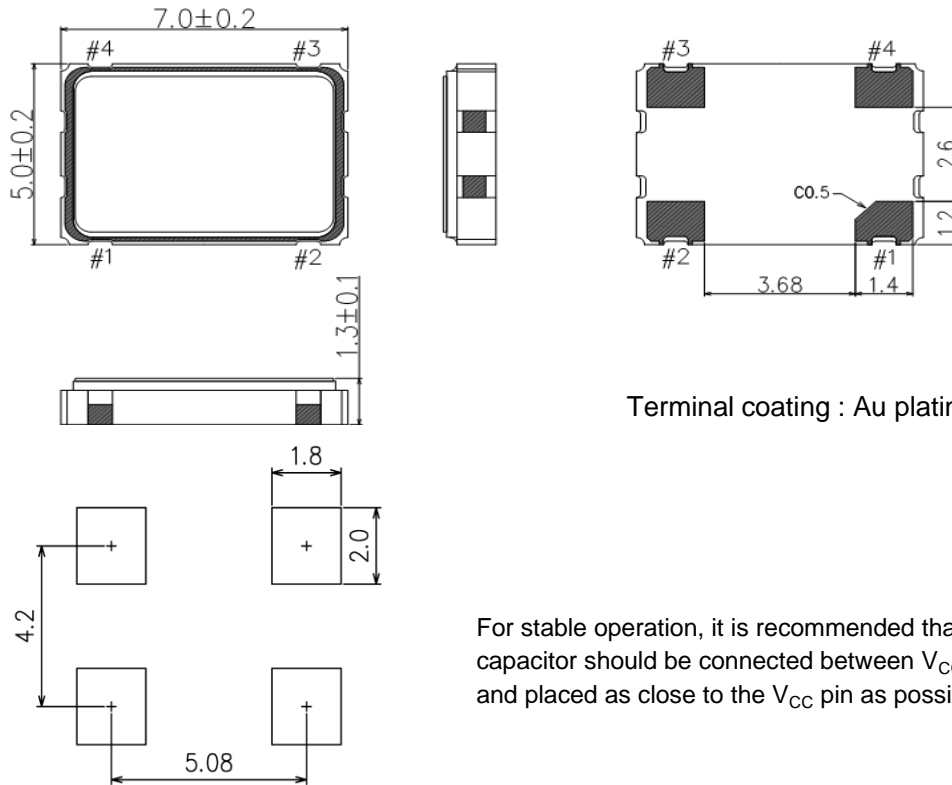 7.0±0.2
#4 #3
5.0±0.2
#1 #2
#3 #4
2.6
C0.5
1.2
#2 #1
3.68 1.4
1.3±0.1
Terminal coating : Au
1.8
2.0
4.2
5.08
For stable operation, it is recommended
capacitor should be connected between
and placed as close to the VCC pin as